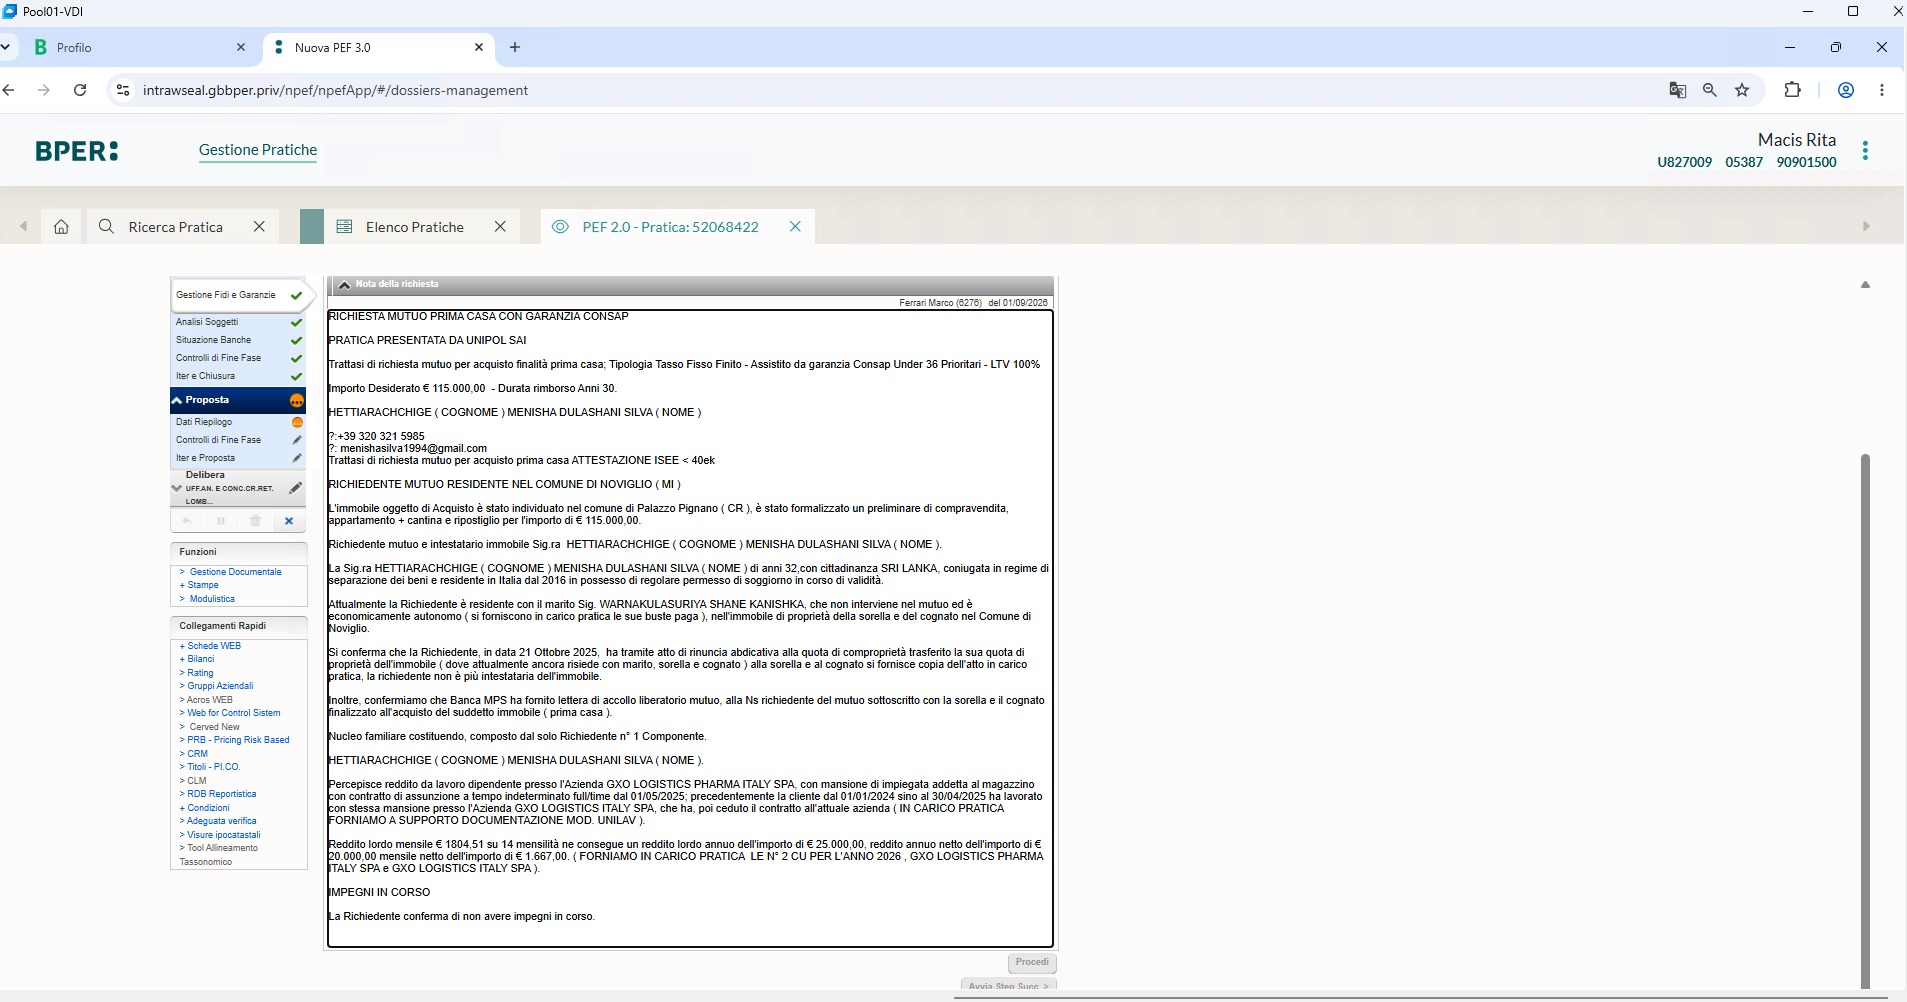 Pool01-VDI
Profilo
Nuova PEF 3.0
intrawseal.gbbper.priv/npef/npefApp/#/dossiers-management
BPER:
Gestione Pratiche
Macis Rita
U827009 05387 90901500
Ricerca Pratica
Elenco Pratiche
PEF 2.0 - Pratica: 52068422
Gestione Fidi e Garanzie
Analisi Soggetti
Situazione Banche
Controlli di Fine Fase
Iter e Chiusura
Proposta
Dati Riepilogo
Controlli di Fine Fase
Iter e Proposta
Delibera
UFF.AN. E CONC.CR.RET.
LOMB...
Funzioni
> Gestione Documentale
+ Stampe
> Modulistica
Collegamenti Rapidi
+ Schede WEB
+ Bilanci
> Rating
> Gruppi Aziendali
> Acros WEB
> Web for Control Sistem
> Cerved New
> PRB - Pricing Risk Based
> CRM
> Titoli - PI.CO.
> CLM
> RDB Reportistica
+ Condizioni
> Adeguata verifica
> Visure ipocatastali
> Tool Allineamento
Tassonomico
Nota della richiesta
Ferrari Marco (6276) del 01/09/2026
RICHIESTA MUTUO PRIMA CASA CON GARANZIA CONSAP
PRATICA PRESENTATA DA UNIPOL SAI
Trattasi di richiesta mutuo per acquisto finalità prima casa; Tipologia Tasso Fisso Finito - Assistito da garanzia Consap Under 36 Prioritari - LTV 100%
Importo Desiderato € 115.000,00 - Durata rimborso Anni 30.
HETTIARACHCHIGE ( COGNOME ) MENISHA DULASHANI SILVA ( NOME )
?:+39 320 321 5985
?: menishasilva1994@gmail.com
Trattasi di richiesta mutuo per acquisto prima casa ATTESTAZIONE ISEE < 40ek
RICHIEDENTE MUTUO RESIDENTE NEL COMUNE DI NOVIGLIO ( MI )
L'immobile oggetto di Acquisto è stato individuato nel comune di Palazzo Pignano ( CR ), è stato formalizzato un preliminare di compravendita,
appartamento + cantina e ripostiglio per l'importo di € 115.000,00.
Richiedente mutuo e intestatario immobile Sig.ra HETTIARACHCHIGE ( COGNOME ) MENISHA DULASHANI SILVA ( NOME ).
La Sig.ra HETTIARACHCHIGE ( COGNOME ) MENISHA DULASHANI SILVA ( NOME ) di anni 32,con cittadinanza SRI LANKA, coniugata in regime di
separazione dei beni e residente in Italia dal 2016 in possesso di regolare permesso di soggiorno in corso di validità.
Attualmente la Richiedente è residente con il marito Sig. WARNAKULASURIYA SHANE KANISHKA, che non interviene nel mutuo ed è
economicamente autonomo ( si forniscono in carico pratica le sue buste paga ), nell'immobile di proprietà della sorella e del cognato nel Comune di
Noviglio.
Si conferma che la Richiedente, in data 21 Ottobre 2025, ha tramite atto di rinuncia abdicativa alla quota di comproprietà trasferito la sua quota di
proprietà dell'immobile ( dove attualmente ancora risiede con marito, sorella e cognato ) alla sorella e al cognato si fornisce copia dell'atto in carico
pratica, la richiedente non è più intestataria dell'immobile.
Inoltre, confermiamo che Banca MPS ha fornito lettera di accollo liberatorio mutuo, alla Ns richiedente del mutuo sottoscritto con la sorella e il cognato
finalizzato all'acquisto del suddetto immobile ( prima casa ).
Nucleo familiare costituendo, composto dal solo Richiedente n° 1 Componente.
HETTIARACHCHIGE ( COGNOME ) MENISHA DULASHANI SILVA ( NOME ).
Percepisce reddito da lavoro dipendente presso l'Azienda GXO LOGISTICS PHARMA ITALY SPA, con mansione di impiegata addetta al magazzino
con contratto di assunzione a tempo indeterminato full/time dal 01/05/2025; precedentemente la cliente dal 01/01/2024 sino al 30/04/2025 ha lavorato
con stessa mansione presso l'Azienda GXO LOGISTICS ITALY SPA, che ha, poi ceduto il contratto all'attuale azienda ( IN CARICO PRATICA
FORNIAMO A SUPPORTO DOCUMENTAZIONE MOD. UNILAV ).
Reddito lordo mensile € 1804,51 su 14 mensilità ne consegue un reddito lordo annuo dell'importo di € 25.000,00, reddito annuo netto dell'importo di €
20.000,00 mensile netto dell'importo di € 1.667,00. ( FORNIAMO IN CARICO PRATICA LE N° 2 CU PER L'ANNO 2026 , GXO LOGISTICS PHARMA
ITALY SPA e GXO LOGISTICS ITALY SPA ).
IMPEGNI IN CORSO
La Richiedente conferma di non avere impegni in corso.
Procedi
Avvia Step Succ >